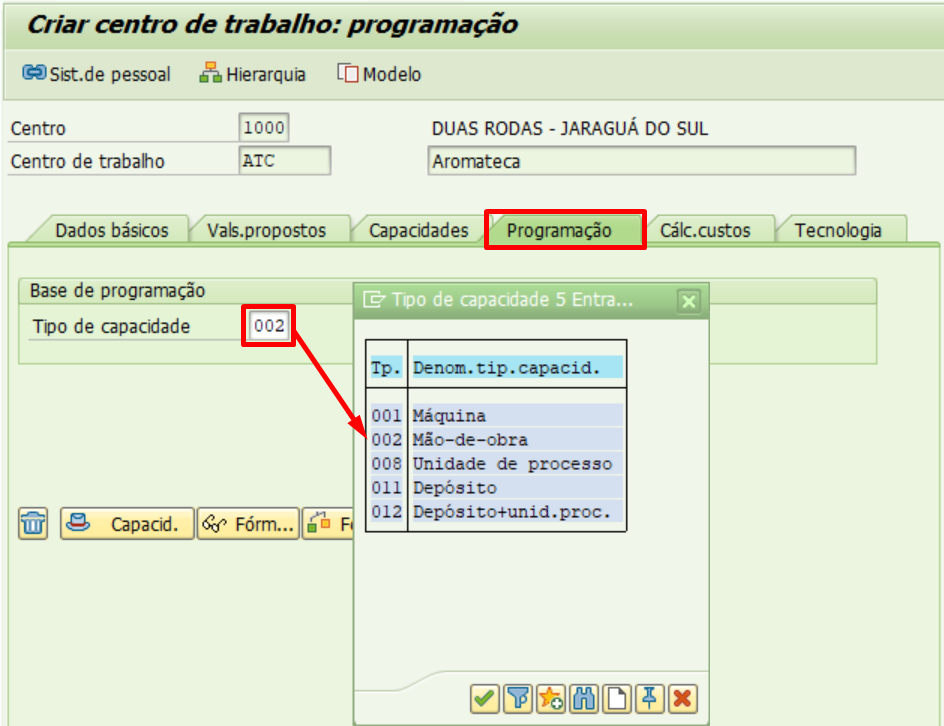 Criar centro de trabalho: programação
Sist.de pessoal Hierarquia Modelo
Centro 1000 DUAS RODAS - JARAGUÁ DO SUL
Centro de trabalho ATC Aromateca
Dados básicos Vals.propostos Capacidades Programação Cálc.custos Tecnologia
Base de programação
Tipo de capacidade 002
Tipo de capacidade 5 Entra...
Tp. Denom.tip.capacid.
001 Máquina
002 Mão-de-obra
008 Unidade de processo
011 Depósito
012 Depósito+unid.proc.
Capacid. Fórm... Fó